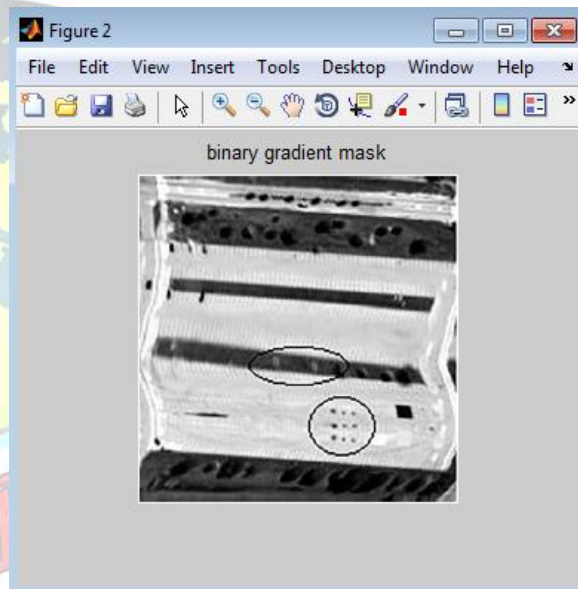 Figure 2
File Edit View Insert Tools Desktop Window Help
binary gradient mask